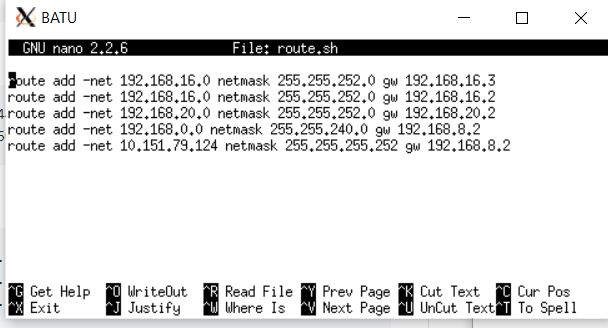 BATU
GNU nano 2.2.6 File: route.sh
route add -net 192.168.16.0 netmask 255.255.252.0 gw 192.168.16.3
route add -net 192.168.16.0 netmask 255.255.252.0 gw 192.168.16.2
route add -net 192.168.20.0 netmask 255.255.252.0 gw 192.168.20.2
route add -net 192.168.0.0 netmask 255.255.240.0 gw 192.168.8.2
route add -net 10.151.79.124 netmask 255.255.255.252 gw 192.168.8.2
^G Get Help ^O WriteOut ^R Read File ^Y Prev Page ^K Cut Text ^C Cur Pos
^X Exit ^J Justify ^W Where Is ^V Next Page ^U UnCut Text ^T To Spell